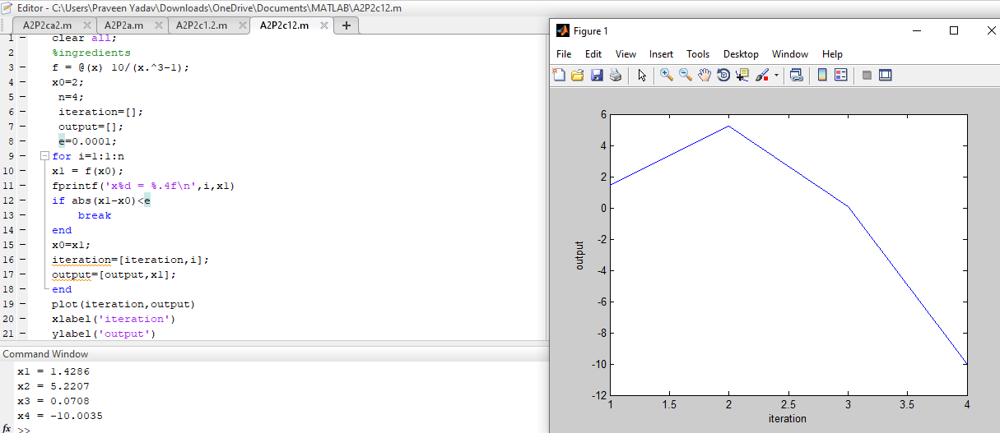 Editor - C:\Users\Praveen Yadav\Downloads\OneDrive\Documents\MATLAB\A2P2c12.m
A2P2ca2.m × A2P2a.m × A2P2c1.2.m × A2P2c12.m × +
1 - clear all;
2 %ingredients
3 - f = @(x) 10/(x.^3-1);
4 - x0=2;
5 - n=4;
6 - iteration=[];
7 - output=[];
8 - e=0.0001;
9 - for i=1:1:n
10 - x1 = f(x0);
11 - fprintf('x%d = %.4f\n',i,x1)
12 - if abs(x1-x0)<e
13 - break
14 - end
15 - x0=x1;
16 - iteration=[iteration,i];
17 - output=[output,x1];
18 - end
19 - plot(iteration,output)
20 - xlabel('iteration')
21 - ylabel('output')
Command Window
x1 = 1.4286
x2 = 5.2207
x3 = 0.0708
x4 = -10.0035
fx >>
Figure 1
File Edit View Insert Tools Desktop Window Help
6
4
2
0
-2
-4
-6
-8
-10
-12
output
1 1.5 2 2.5 3 3.5 4
iteration